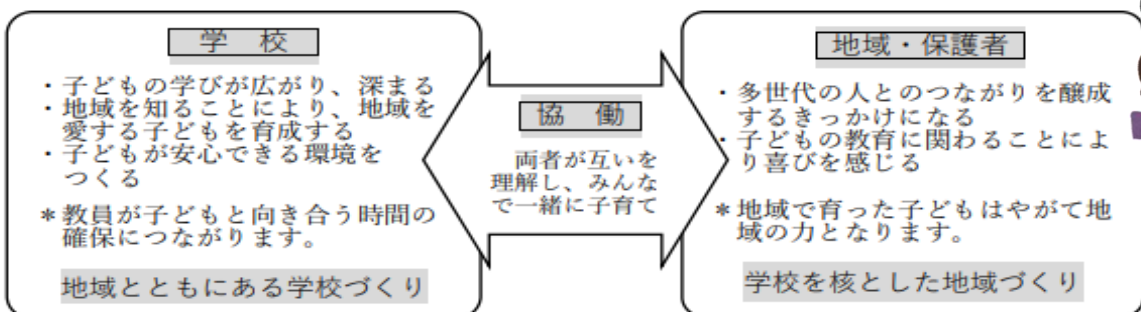 学 校
・子どもの学びが広がり、深まる
・地域を知ることにより、地域を
愛する子どもを育成する
・子どもが安心できる環境を
つくる
＊教員が子どもと向き合う時間の
確保につながります。
地域とともにある学校づくり
協 働
両者が互いを
理解し、みんな
で一緒に子育て
地域・保護者
・多世代の人とのつながりを醸成
するきっかけになる
・子どもの教育に関わることによ
り喜びを感じる
＊地域で育った子どもはやがて地
域の力となります。
学校を核とした地域づくり